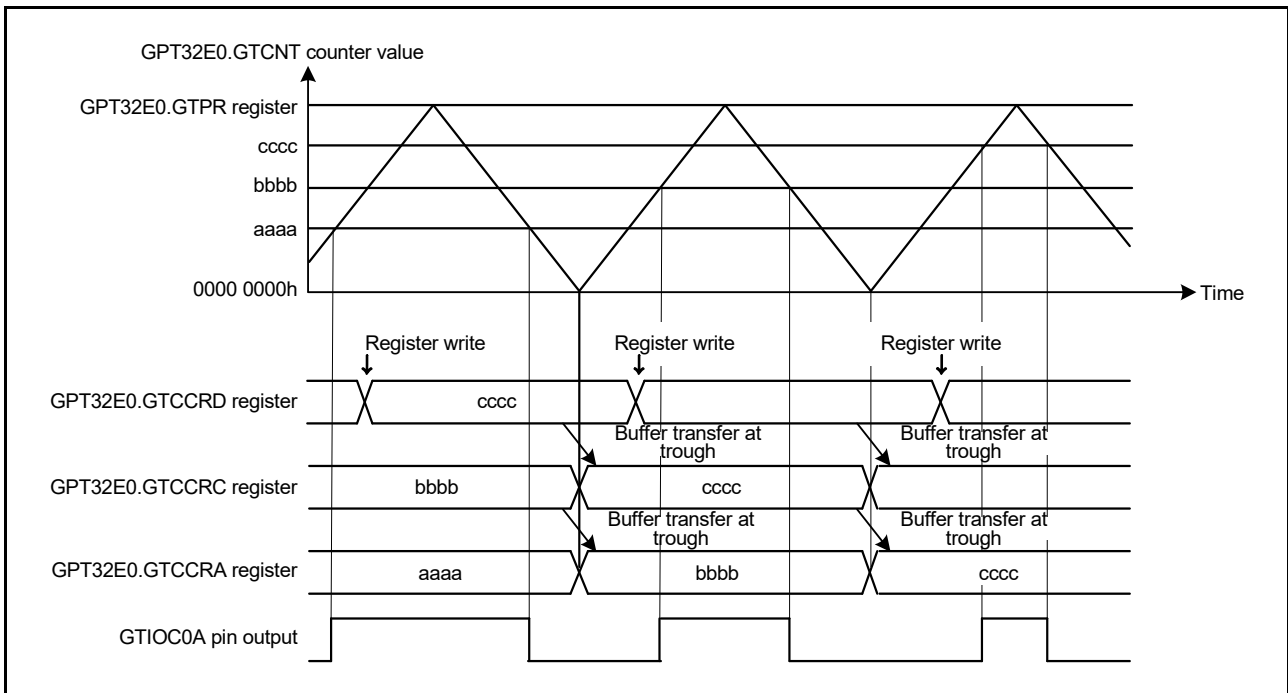 GPT32E0.GTCNT counter value
GPT32E0.GTPR register
cccc
bbbb
aaaa
0000 0000h
Time
Register write
Register write
Register write
GPT32E0.GTCCRD register
cccc
Buffer transfer at
trough
Buffer transfer at
trough
GPT32E0.GTCCRC register
bbbb
cccc
Buffer transfer at
trough
Buffer transfer at
trough
GPT32E0.GTCCRA register
aaaa
bbbb
cccc
GTIOC0A pin output